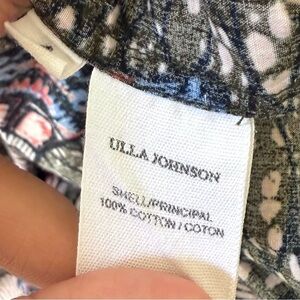 ULLA JOHNSON
SHELL/PRINCIPAL
100% COTTON / COTON